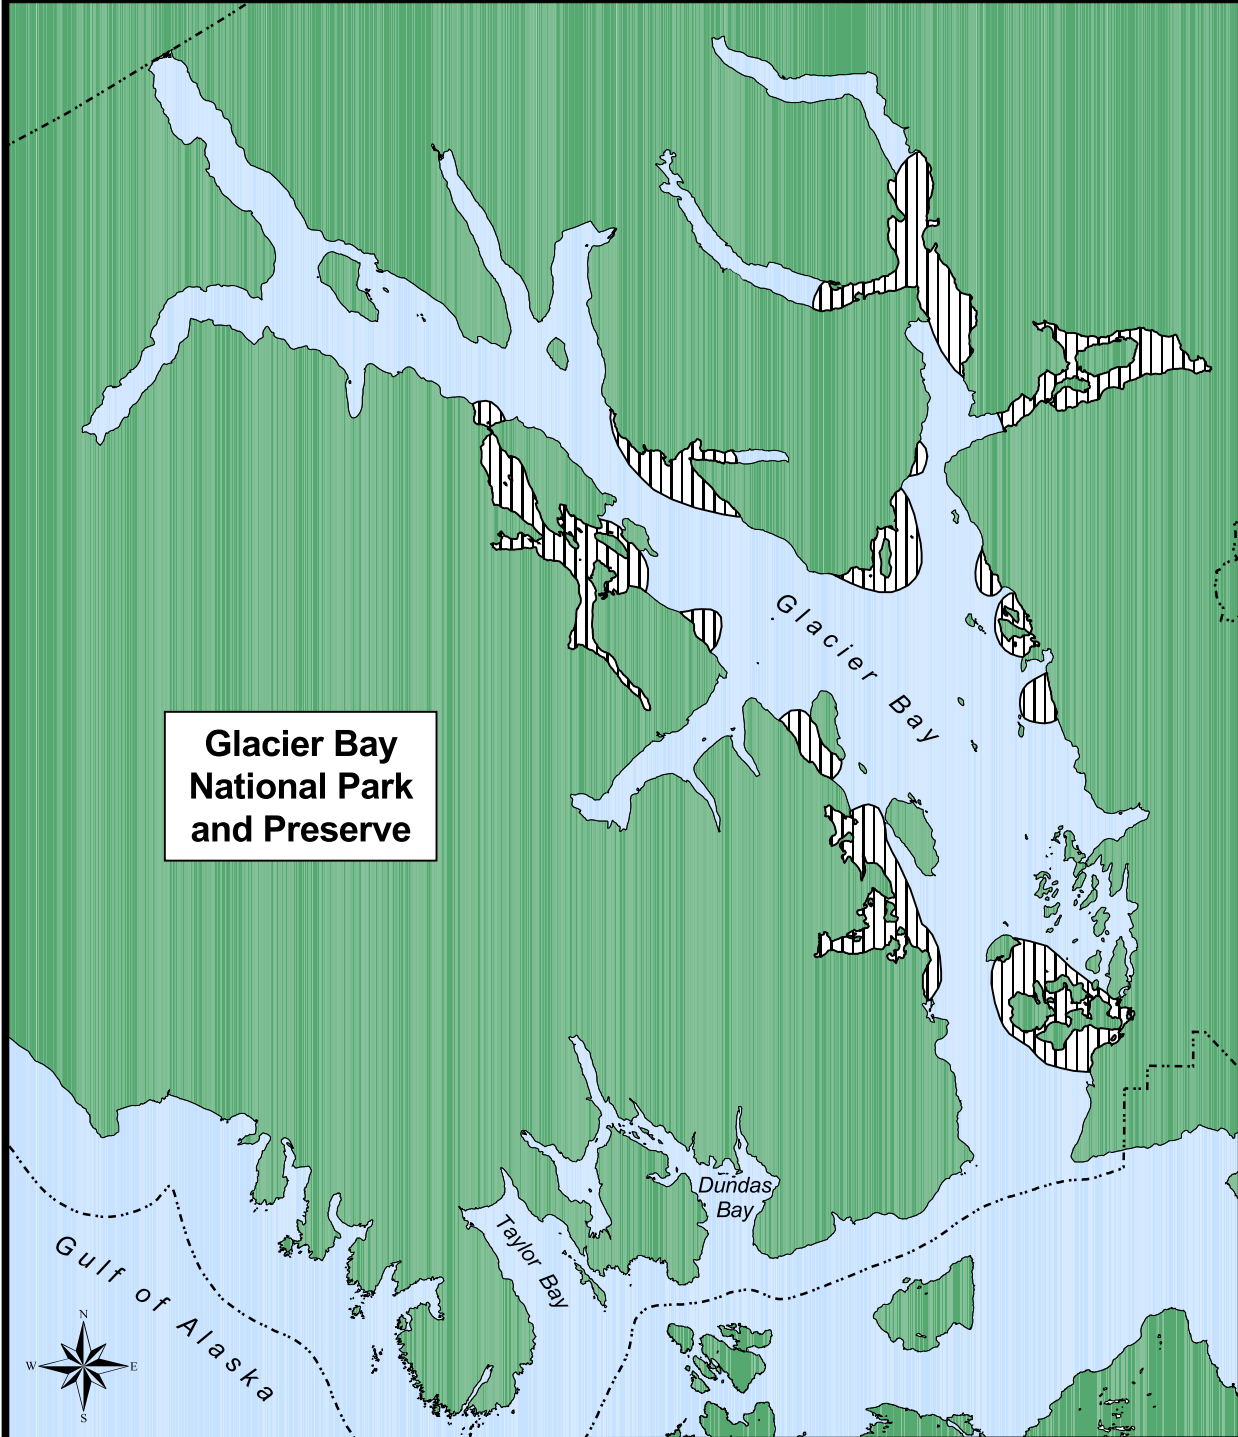 Glacier Bay
Glacier Bay
National Park
and Preserve
Dundas
Bay
Taylor Bay
Gulf of Alaska
N
W
E
S